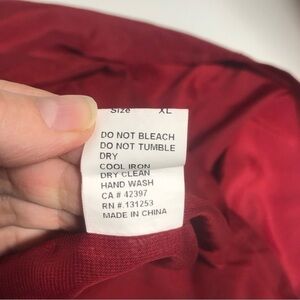 Size XL
DO NOT BLEACH
DO NOT TUMBLE
DRY
COOL IRON
DRY CLEAN
HAND WASH
CA # 42397
RN #.131253
MADE IN CHINA